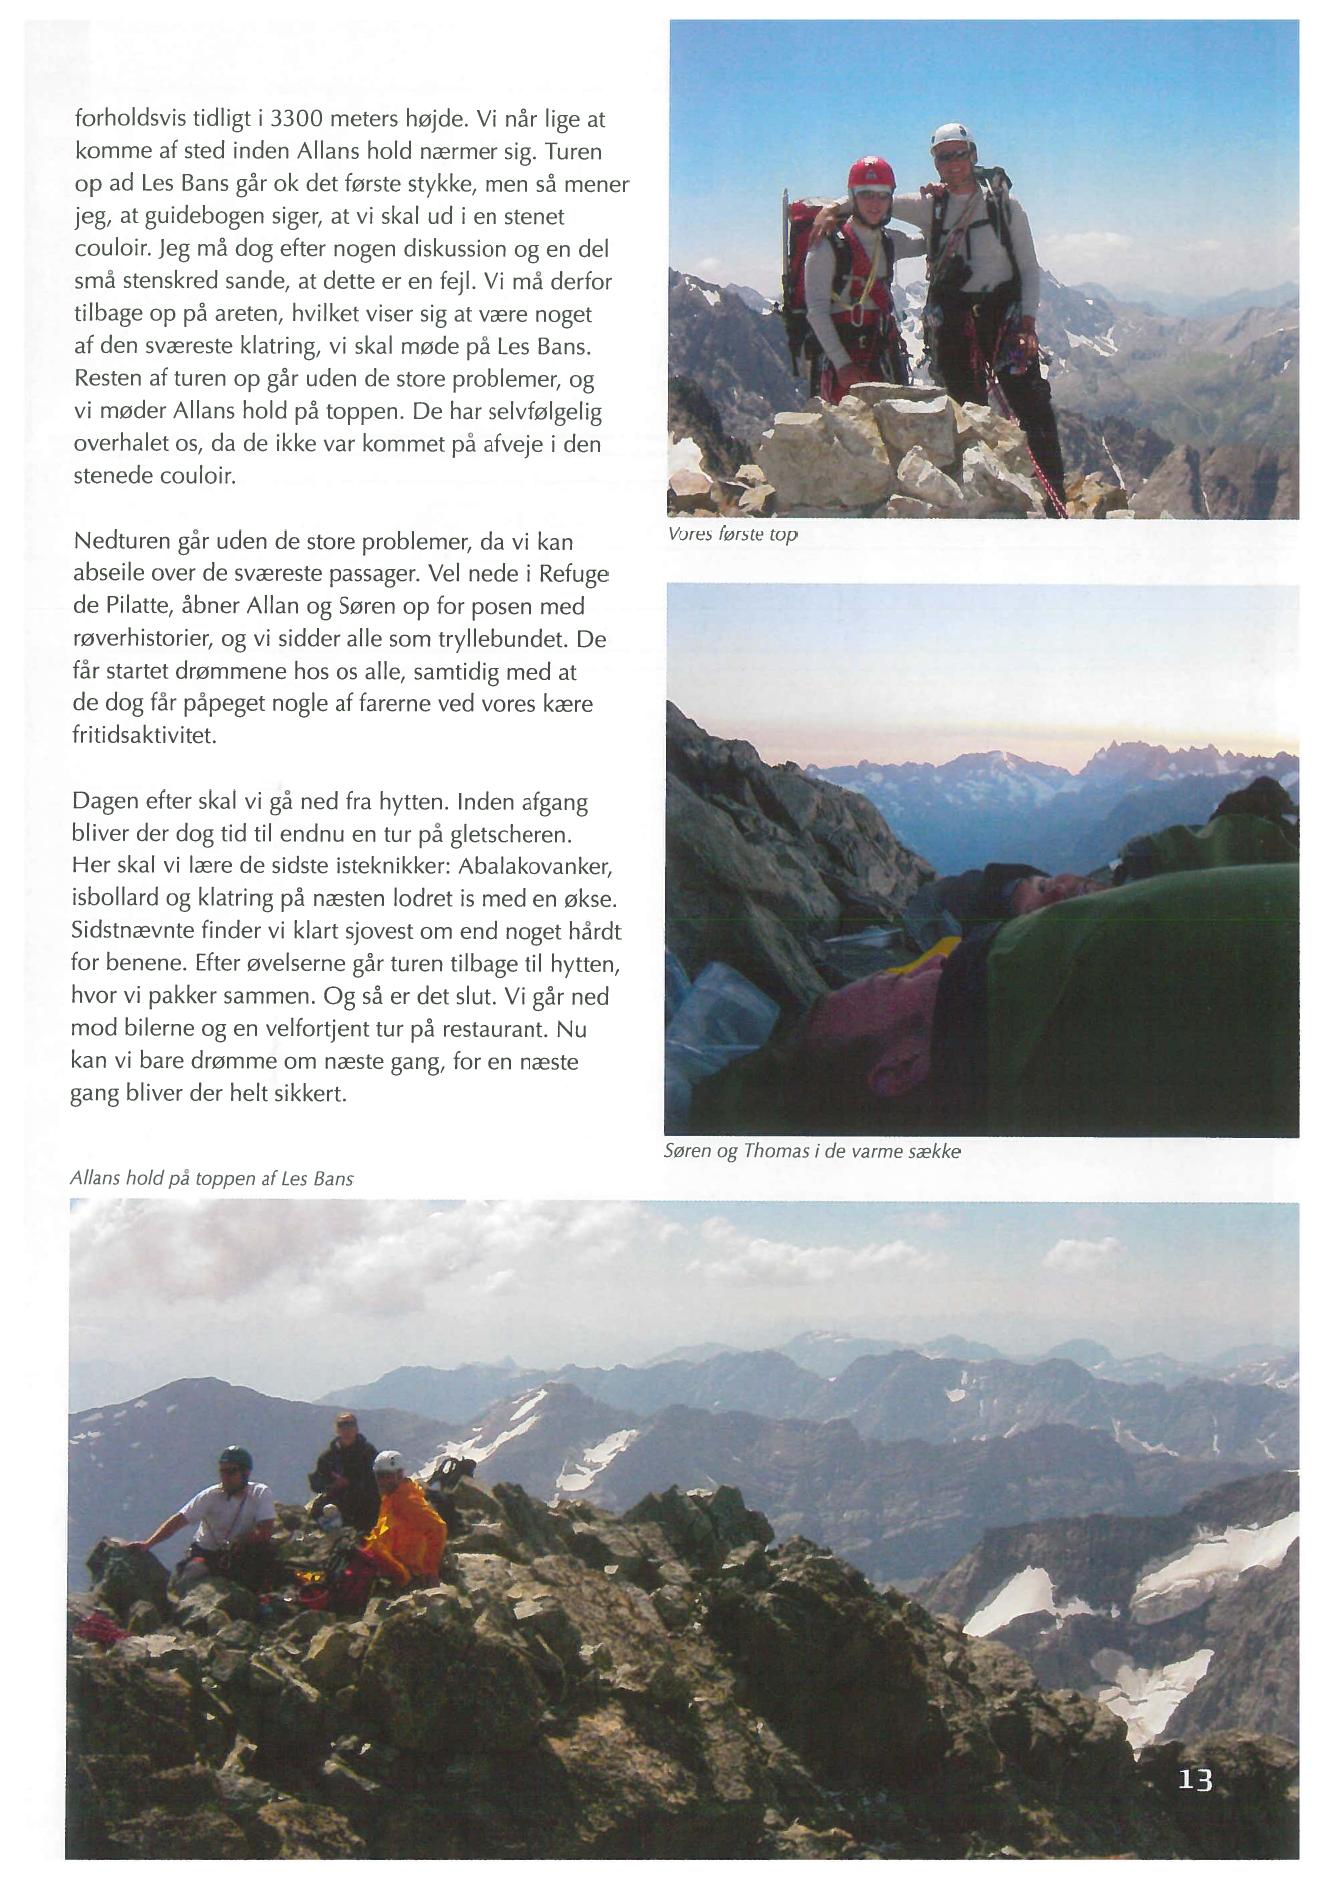 forholdsvis tidligt i 3300 meters højde. Vi når lige at
komme af sted inden Allans hold nærmer sig. Turen
op ad Les Bans går ok det første stykke, men så mener
jeg, at guidebogen siger, at vi skal ud i en stenet
couloir. Jeg må dog efter nogen diskussion og en del
små stenskred sande, at dette er en fejl. Vi må derfor
tilbage op på areten, hvilket viser sig at være noget
af den sværeste klatring, vi skal møde på Les Bans.
Resten af turen op går uden de store problemer, og
vi møder Allans hold på toppen. De har selvfølgelig
overhalet os, da de ikke var kommet på afveje i den
stenede couloir.
Nedturen går uden de store problemer, da vi kan
abseile over de sværeste passager. Vel nede i Refuge
de Pilatte, åbner Allan og Søren op for posen med
røverhistorier, og vi sidder alle som tryllebundet. De
får startet drømmene hos os alle, samtidig med at
de dog får påpeget nogle af farerne ved vores kære
fritidsaktivitet.
Dagen efter skal vi gå ned fra hytten. Inden afgang
bliver der dog tid til endnu en tur på gletscheren.
Her skal vi lære de sidste isteknikker: Abalakovanker,
isbollard og klatring på næsten lodret is med en økse.
Sidstnævnte finder vi klart sjovest om end noget hårdt
for benene. Efter øvelserne går turen tilbage til hytten,
hvor vi pakker sammen. Og så er det slut. Vi går ned
mod bilerne og en velfortjent tur på restaurant. Nu
kan vi bare drømme om næste gang, for en næste
gang bliver der helt sikkert.
Vores første top
Søren og Thomas i de varme sække
Allans hold på toppen af Les Bans
13